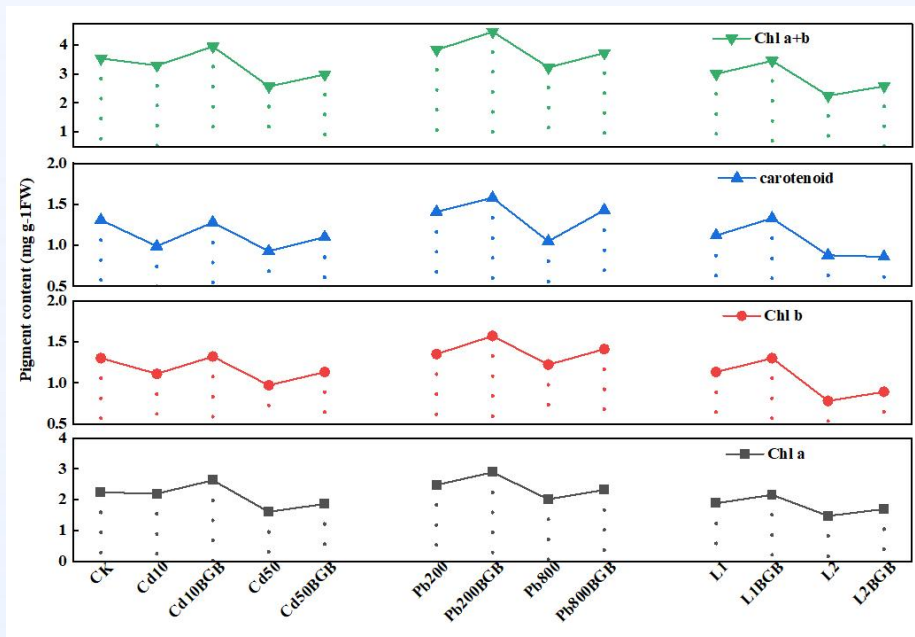 Pigment content (mg g-1FW)
Chl a+b
4
3
2
1
carotenoid
2.0
1.5
1.0
0.5
Chl b
2.0
1.5
1.0
0.5
Chl a
4
3
2
1
0
CK
Cd10
Cd10BGB
Cd50
Cd50BGB
Pb200
Pb200BGB
Pb800
Pb800BGB
L1
L1BGB
L2
L2BGB